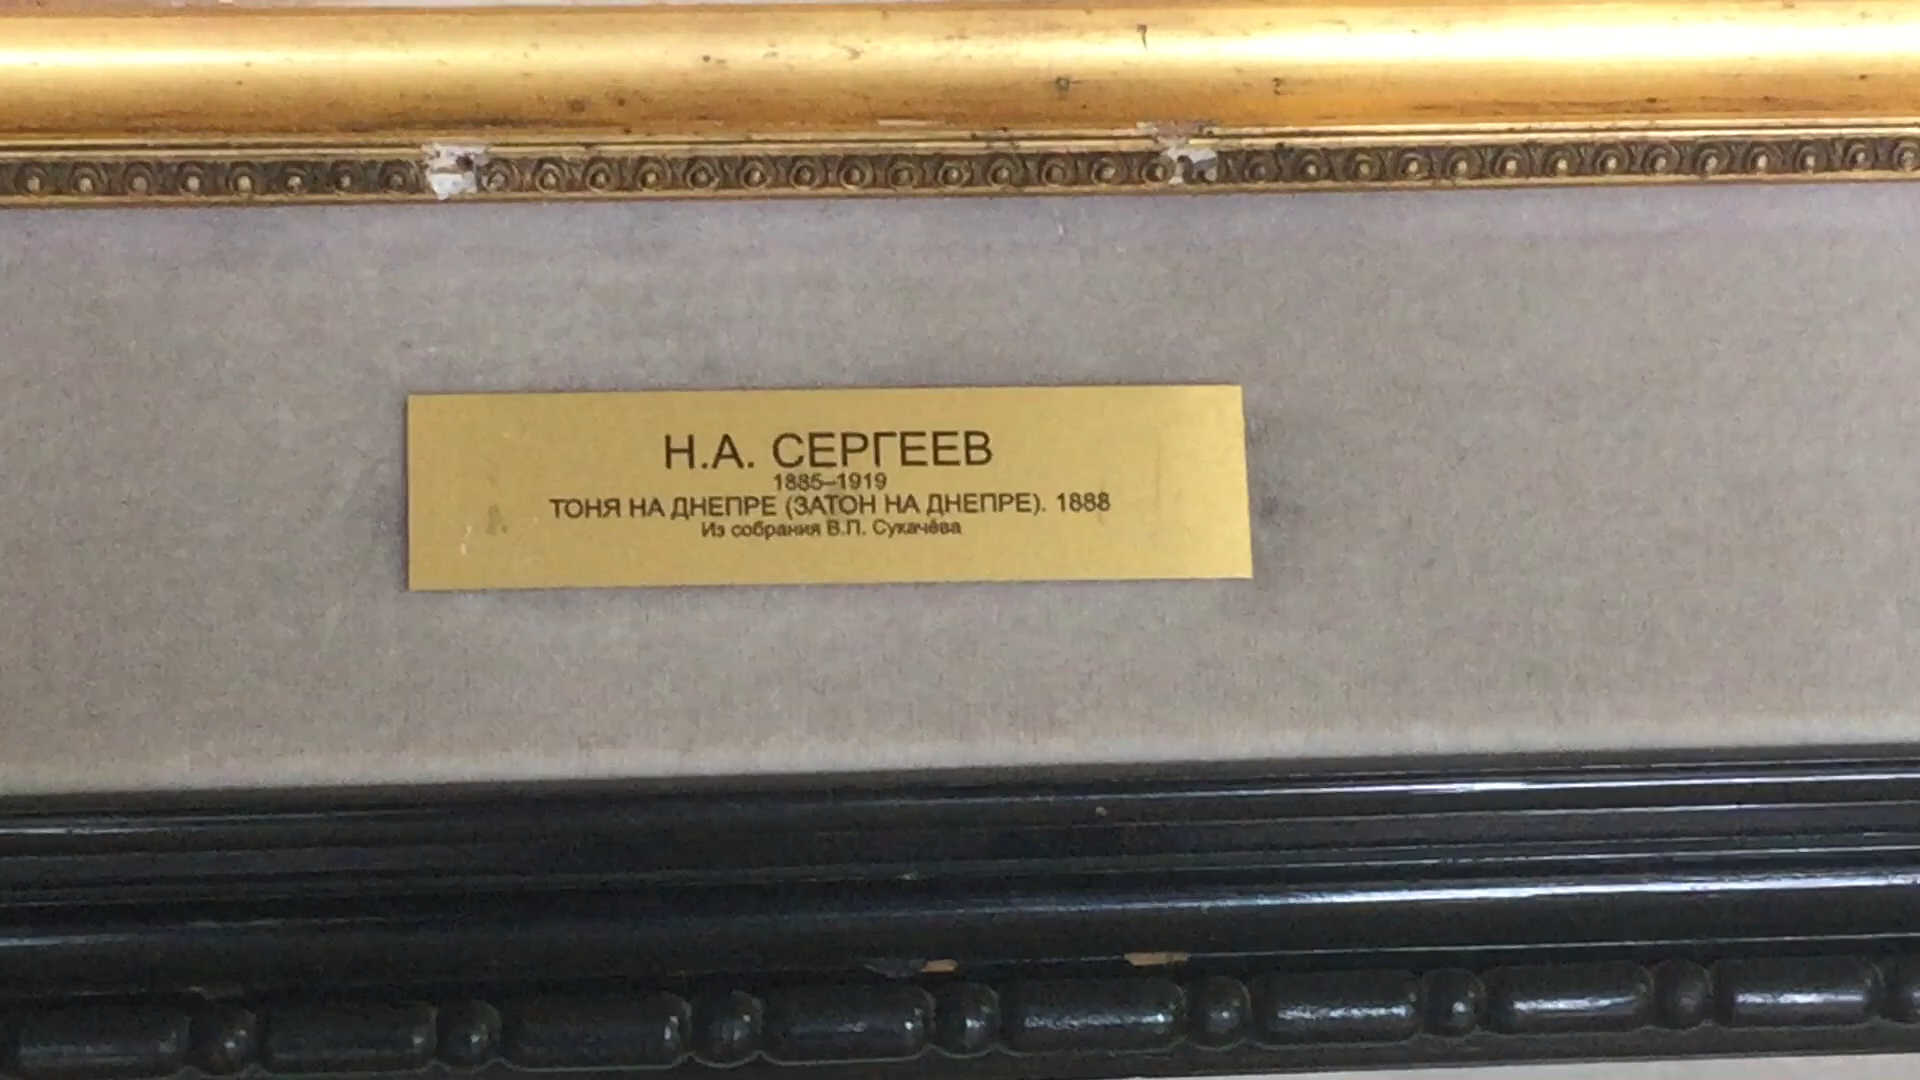 Н.А. СЕРГЕЕВ
1885–1919
ТОНЯ НА ДНЕПРЕ (ЗАТОН НА ДНЕПРЕ). 1888
Из собрания В.П. Сукачёва